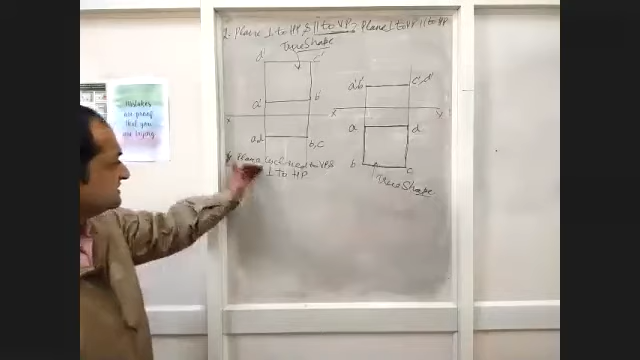 2. Plane ⊥ to HP & || to VP
3 Plane ⊥ to VP || to HP
True Shape
d' c'
a' b'
x
a,d b,c
a'b' c',d'
x y
a d
b c
True Shape
4 Plane inclined to VP &
⊥ to HP
Mistakes
are proof
that you
are trying